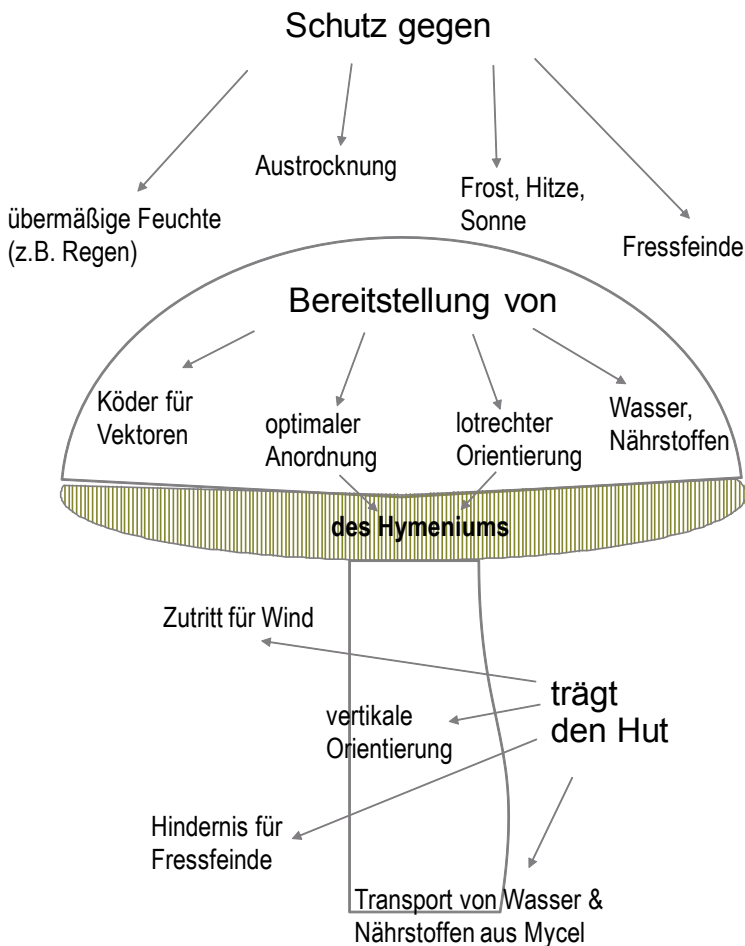 Schutz gegen
Austrocknung
Frost, Hitze,
Sonne
übermäßige Feuchte
(z.B. Regen)
Fressfeinde
Bereitstellung von
Köder für
Vektoren
optimaler
Anordnung
lotrechter
Orientierung
Wasser,
Nährstoffen
des Hymeniums
Zutritt für Wind
trägt
den Hut
vertikale
Orientierung
Hindernis für
Fressfeinde
Transport von Wasser &
Nährstoffen aus Mycel